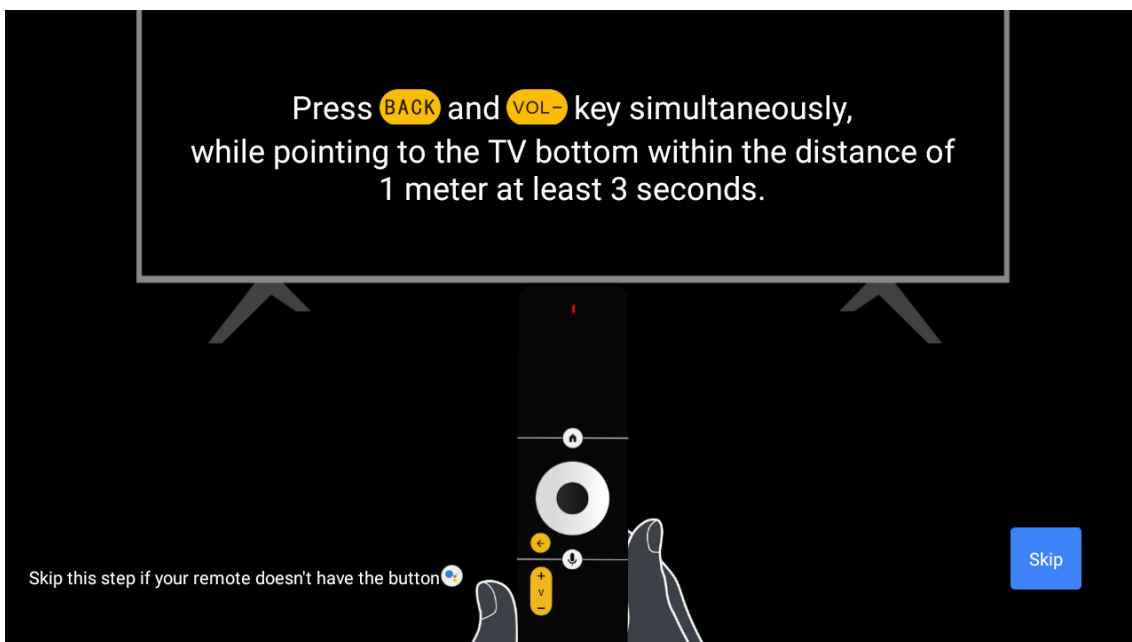 Press BACK and VOL- key simultaneously,
while pointing to the TV bottom within the distance of
1 meter at least 3 seconds.
+
V
-
Skip this step if your remote doesn't have the button
Skip